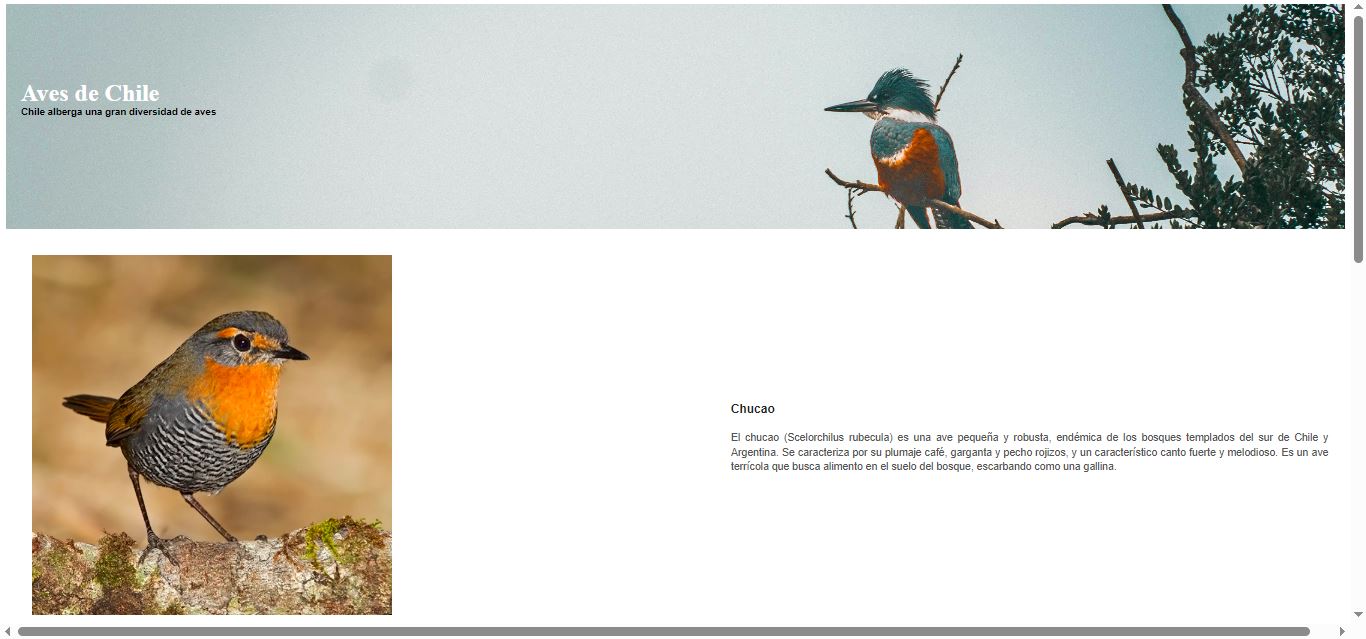 Aves de Chile
Chile alberga una gran diversidad de aves
Chucao
El chucao (Scelorchilus rubecula) es una ave pequeña y robusta, endémica de los bosques templados del sur de Chile y
Argentina. Se caracteriza por su plumaje café, garganta y pecho rojizos, y un característico canto fuerte y melodioso. Es un ave
terrícola que busca alimento en el suelo del bosque, escarbando como una gallina.